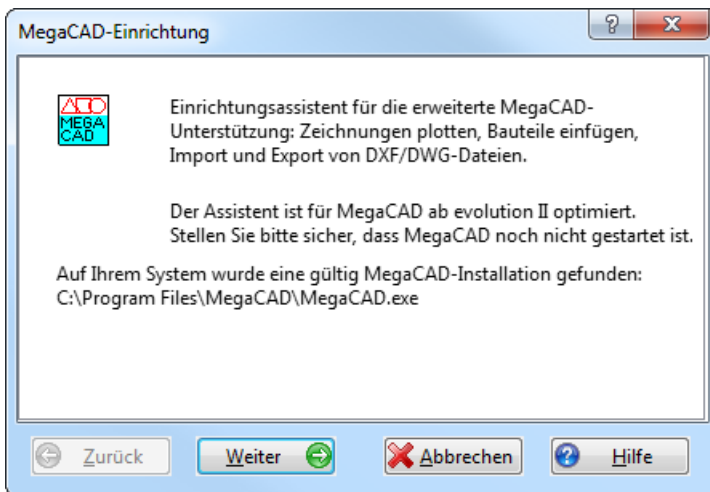 MegaCAD-Einrichtung
MEGA
CAD
Einrichtungsassistent für die erweiterte MegaCAD-
Unterstützung: Zeichnungen plotten, Bauteile einfügen,
Import und Export von DXF/DWG-Dateien.
Der Assistent ist für MegaCAD ab evolution II optimiert.
Stellen Sie bitte sicher, dass MegaCAD noch nicht gestartet ist.
Auf Ihrem System wurde eine gültig MegaCAD-Installation gefunden:
C:\Program Files\MegaCAD\MegaCAD.exe
Zurück Weiter Abbrechen Hilfe